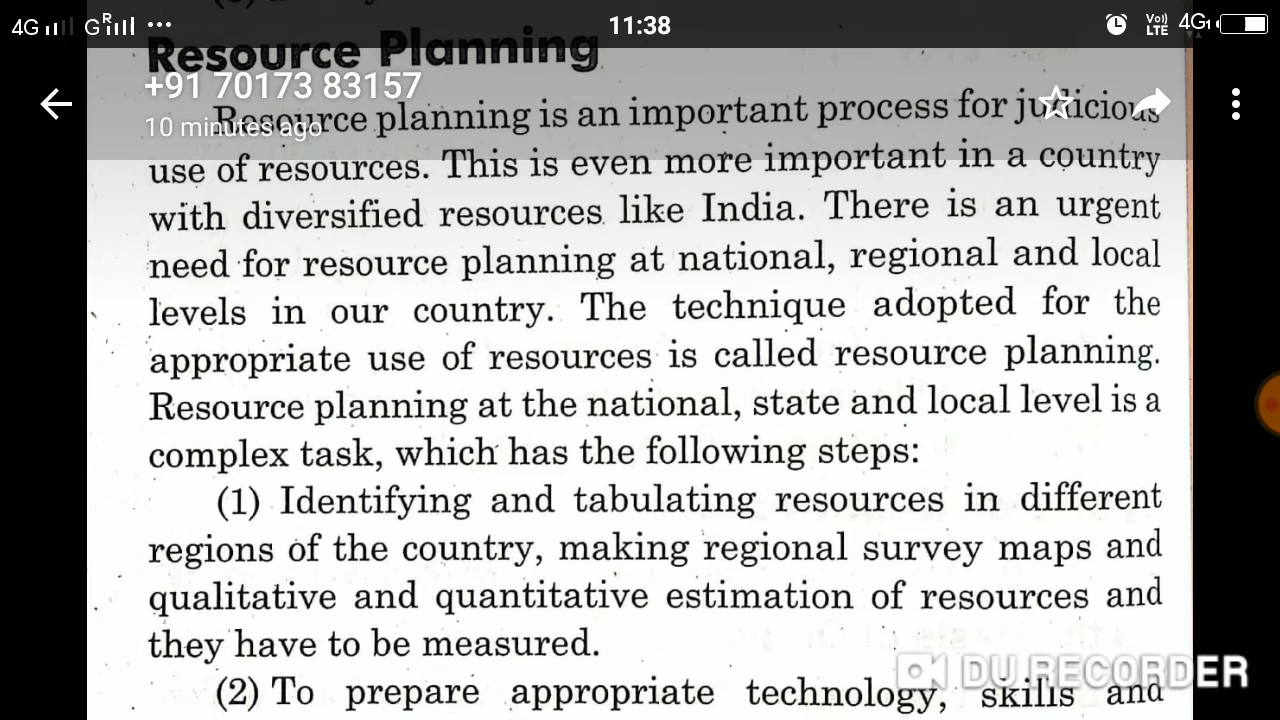 4G G R ... 11:38 Vo) LTE 4G
Resource Planning
+91 70173 83157
Resource planning is an important process for judicious
10 minutes ago
use of resources. This is even more important in a country
with diversified resources like India. There is an urgent
need for resource planning at national, regional and local
levels in our country. The technique adopted for the
appropriate use of resources is called resource planning.
Resource planning at the national, state and local level is a
complex task, which has the following steps:
(1) Identifying and tabulating resources in different
regions of the country, making regional survey maps and
qualitative and quantitative estimation of resources and
they have to be measured.
DU RECORDER
(2) To prepare appropriate technology, skills and